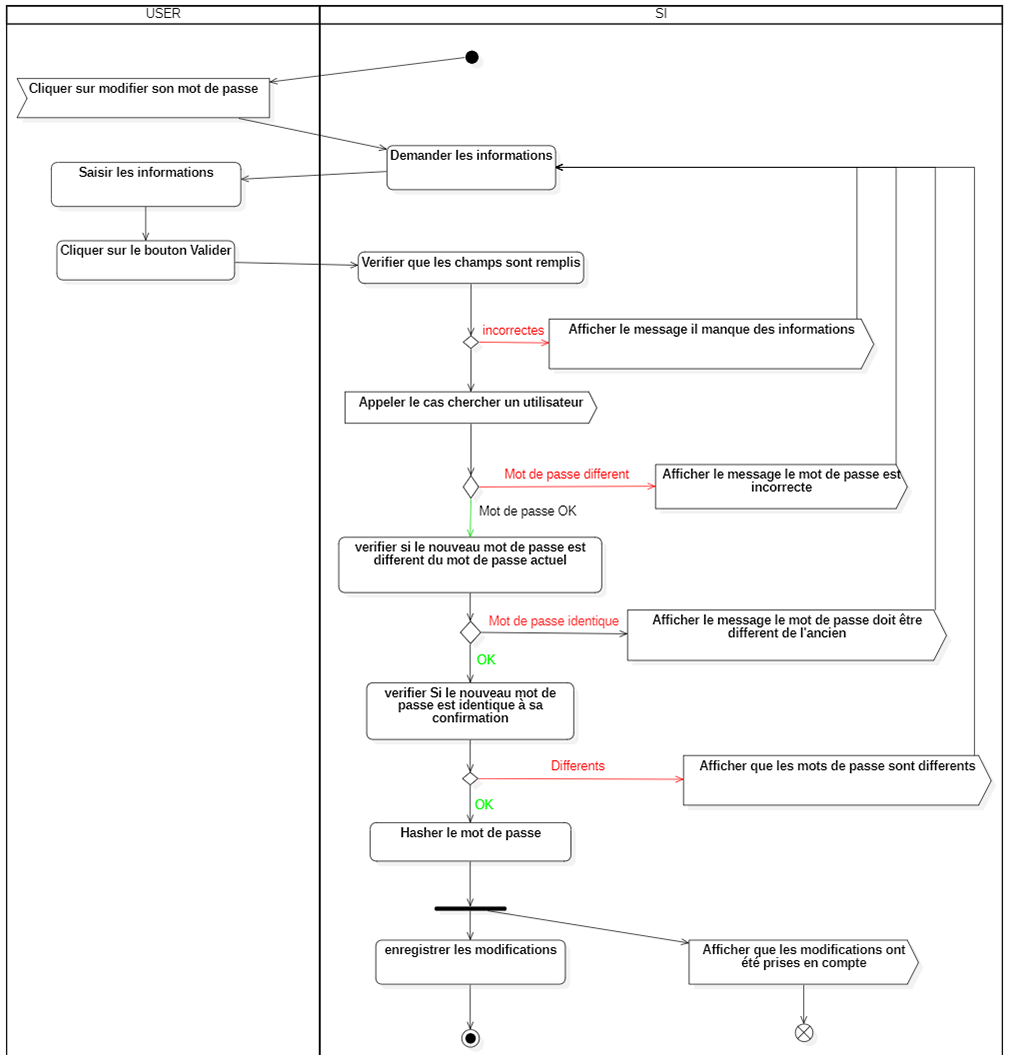 USER
SI
Cliquer sur modifier son mot de passe
Demander les informations
Saisir les informations
Cliquer sur le bouton Valider
Verifier que les champs sont remplis
incorrectes
Afficher le message il manque des informations
Appeler le cas chercher un utilisateur
Mot de passe different
Afficher le message le mot de passe est
incorrecte
Mot de passe OK
verifier si le nouveau mot de passe est
different du mot de passe actuel
Mot de passe identique
Afficher le message le mot de passe doit être
different de l'ancien
OK
verifier Si le nouveau mot de
passe est identique à sa
confirmation
Differents
Afficher que les mots de passe sont differents
OK
Hasher le mot de passe
enregistrer les modifications
Afficher que les modifications ont
été prises en compte